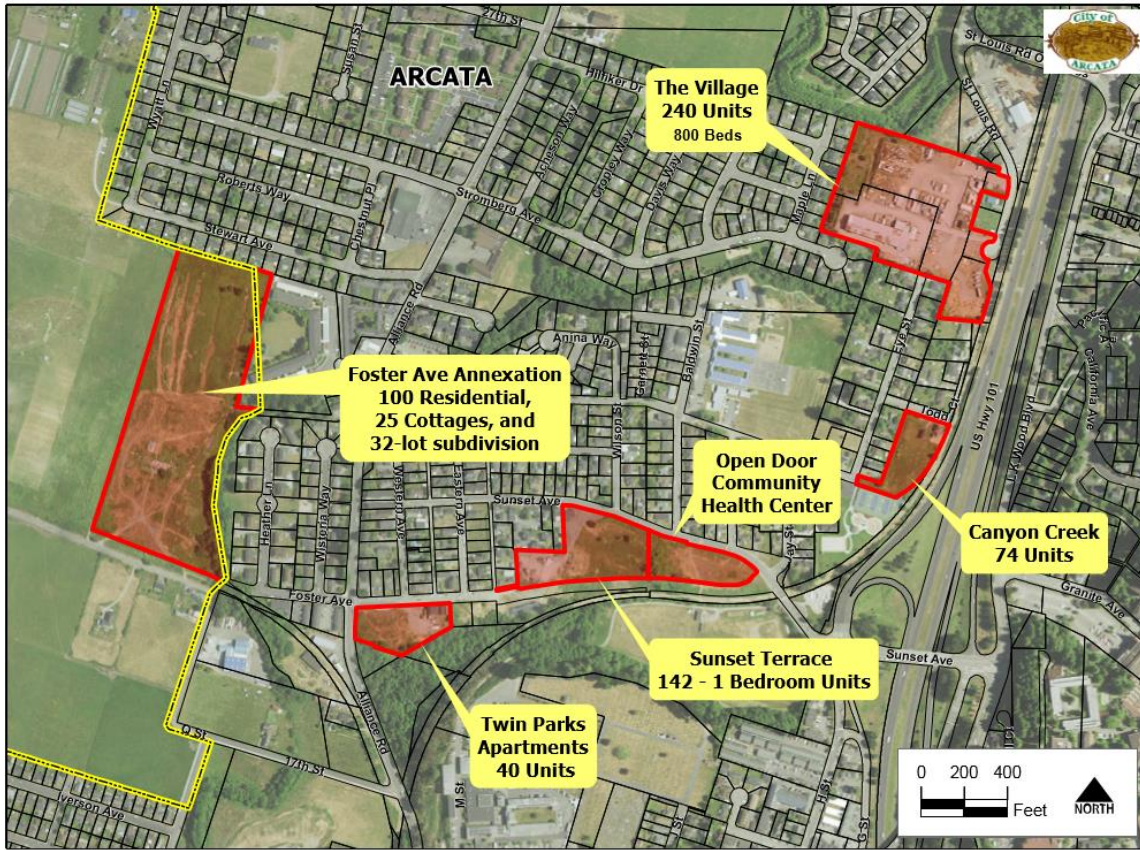 27th St
City of
ARCATA
St Louis Rd O
ARCATA
Susan St
Hilliker Dr
The Village
240 Units
800 Beds
St Louis Rd
Wyatt Ln
Acheson Way
Cropley Way
Davis Way
Maple Ln
Roberts Way
Chestnut Pl
Stromberg Ave
Stewart Ave
Alliance Rd
Anina Way
Garnett St
Baldwin St
Eye St
California Ave
Foster Ave Annexation
100 Residential,
25 Cottages, and
32-lot subdivision
Todd Ct
US Hwy 101
L K Wood Blvd
Wilson St
Open Door
Community
Health Center
Heather Ln
Wisteria Way
Western Ave
Eastern Ave
Sunset Ave
Jay St
Canyon Creek
74 Units
Granite Ave
Foster Ave
Sunset Terrace
142 - 1 Bedroom Units
Sunset Ave
Twin Parks
Apartments
40 Units
Alliance Rd
Q St
17th St
M St
H St
G St
St
Iverson Ave
0 200 400
Feet
NORTH